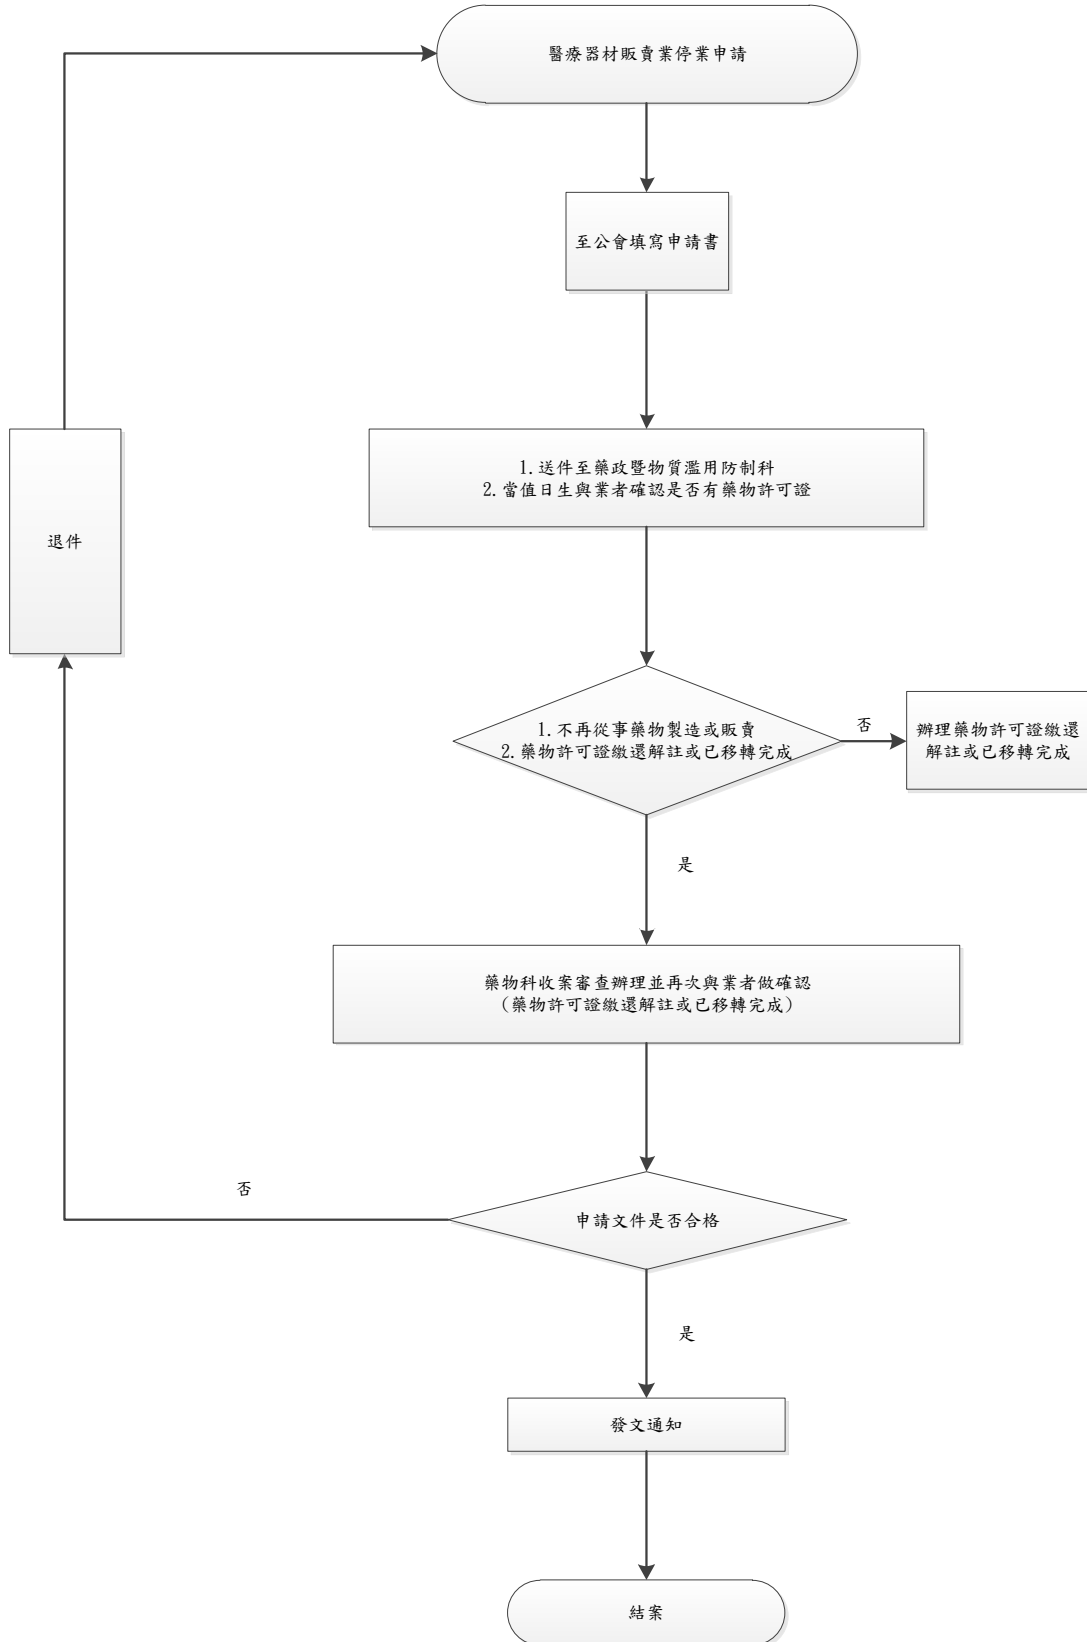 醫療器材販賣業停業申請
至公會填寫申請書
1.送件至藥政暨物質濫用防制科
2.當值日生與業者確認是否有藥物許可證
退件
1.不再從事藥物製造或販賣
2.藥物許可證繳還解註或已移轉完成
否
辦理藥物許可證繳還
解註或已移轉完成
是
藥物科收案審查辦理並再次與業者做確認
（藥物許可證繳還解註或已移轉完成）
否
申請文件是否合格
是
發文通知
結案